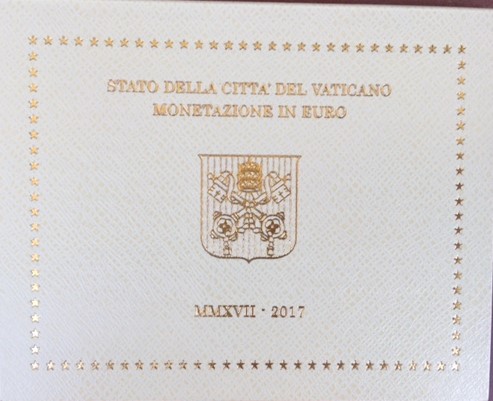 STATO DELLA CITTA' DEL VATICANO
MONETAZIONE IN EURO
MMXVII · 2017